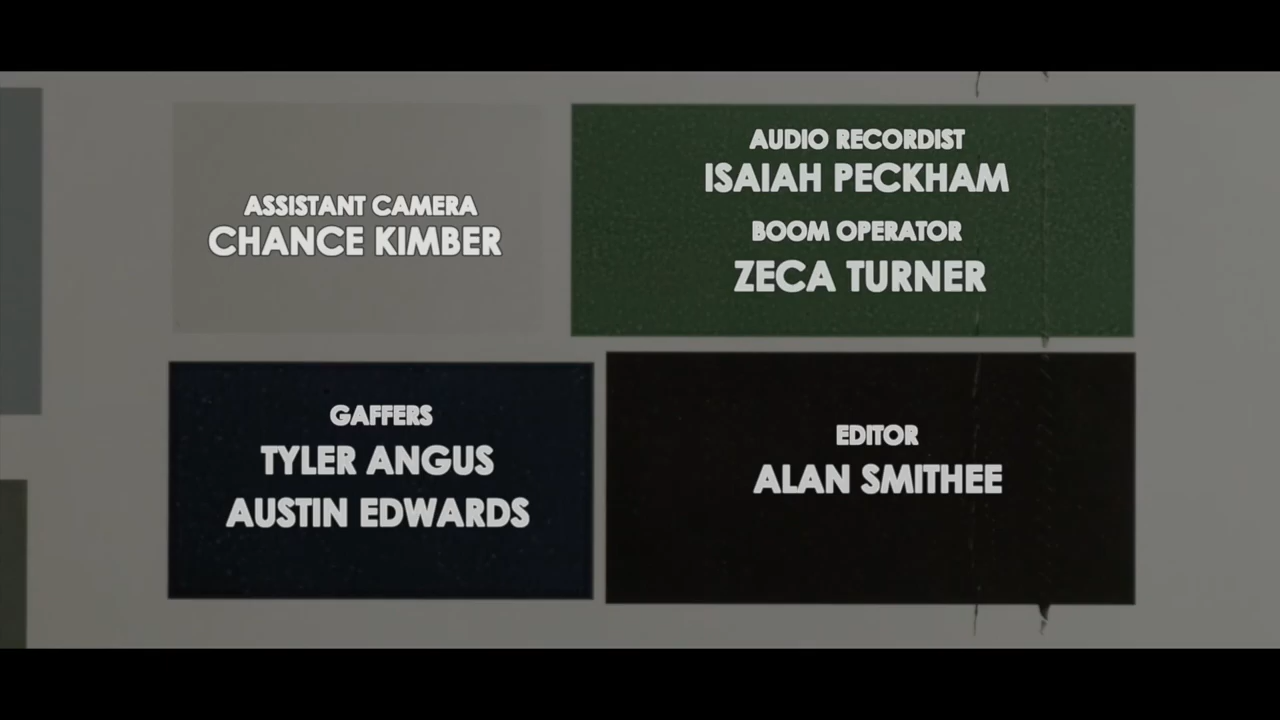 ASSISTANT CAMERA
CHANCE KIMBER
AUDIO RECORDIST
ISAIAH PECKHAM
BOOM OPERATOR
ZECA TURNER
GAFFERS
TYLER ANGUS
AUSTIN EDWARDS
EDITOR
ALAN SMITHEE